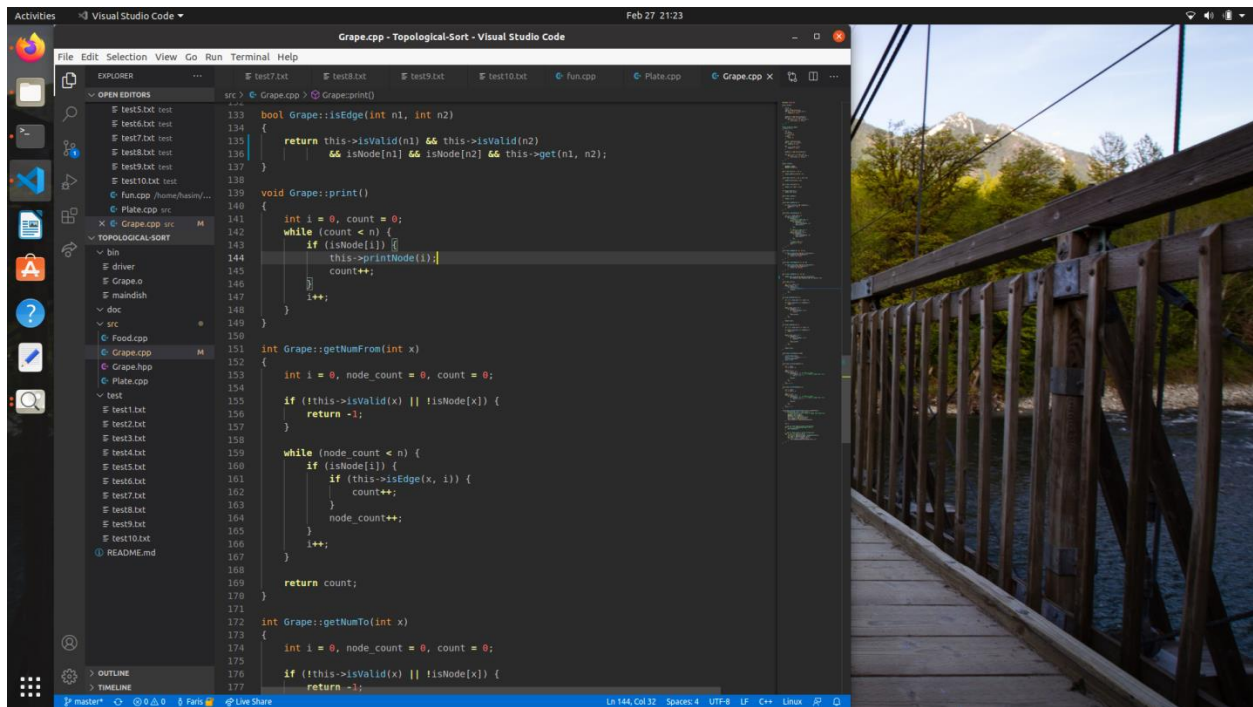 Activities
Visual Studio Code
Feb 27 21:23
Grape.cpp - Topological-Sort - Visual Studio Code
File Edit Selection View Go Run Terminal Help
EXPLORER
OPEN EDITORS
test5.txt test
test6.txt test
test7.txt test
test8.txt test
test9.txt test
test10.txt test
fun.cpp /home/hasin/...
Plate.cpp src
Grape.cpp src M
TOPOLOGICAL-SORT
bin
driver
Grape.o
maindish
doc
src
Food.cpp
Grape.cpp M
Grape.hpp
Plate.cpp
test
test1.txt
test2.txt
test3.txt
test4.txt
test5.txt
test6.txt
test7.txt
test8.txt
test9.txt
test10.txt
README.md
OUTLINE
TIMELINE
test7.txt test8.txt test9.txt test10.txt fun.cpp Plate.cpp Grape.cpp
src > Grape.cpp > Grape::print()
133 bool Grape::isEdge(int n1, int n2)
134 {
135 return this->isValid(n1) && this->isValid(n2)
136 && isNode[n1] && isNode[n2] && this->get(n1, n2);
137 }
138
139 void Grape::print()
140 {
141 int i = 0, count = 0;
142 while (count < n) {
143 if (isNode[i]) {
144 this->printNode(i);
145 count++;
146 }
147 i++;
148 }
149 }
150
151 int Grape::getNumFrom(int x)
152 {
153 int i = 0, node_count = 0, count = 0;
154
155 if (!this->isValid(x) || !isNode[x]) {
156 return -1;
157 }
158
159 while (node_count < n) {
160 if (isNode[i]) {
161 if (this->isEdge(x, i)) {
162 count++;
163 }
164 node_count++;
165 }
166 i++;
167 }
168
169 return count;
170 }
171
172 int Grape::getNumTo(int x)
173 {
174 int i = 0, node_count = 0, count = 0;
175
176 if (!this->isValid(x) || !isNode[x]) {
177 return -1;
master* 0 0 0 Faris Live Share
Ln 144, Col 32 Spaces: 4 UTF-8 LF C++ Linux